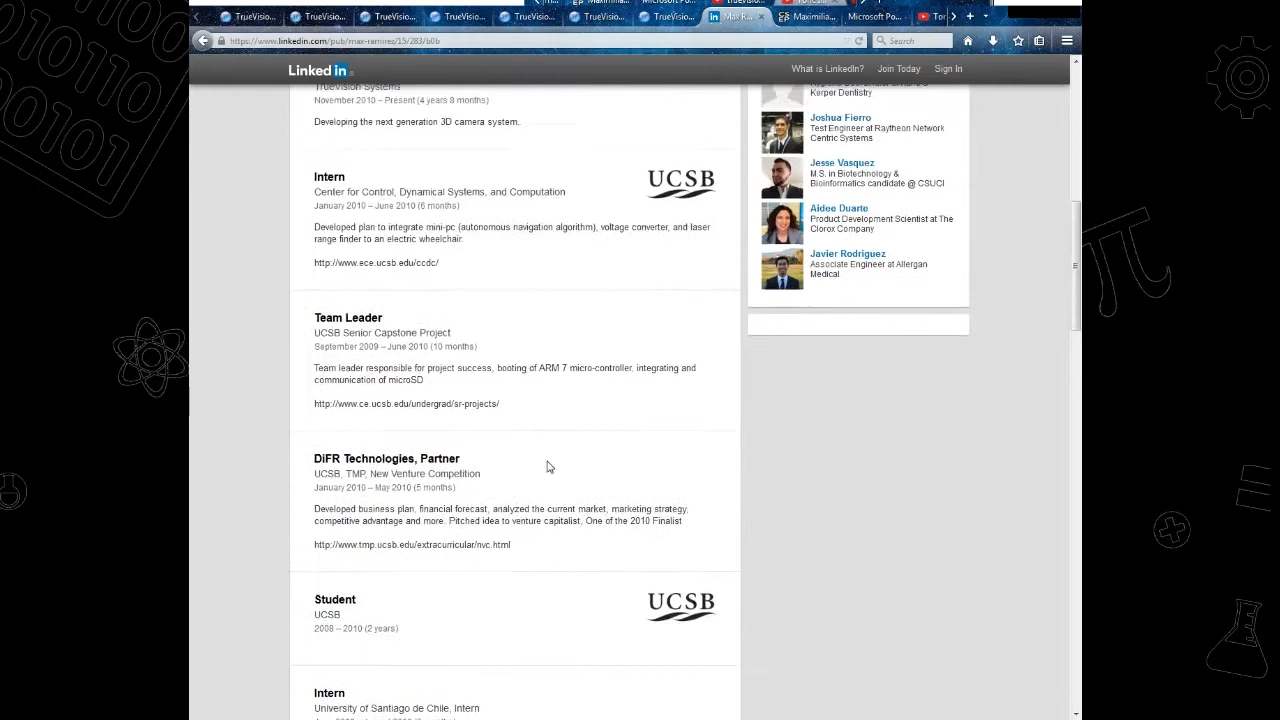 TrueVisio...
TrueVisio...
TrueVisio...
TrueVisio...
TrueVisio...
TrueVisio...
TrueVisio...
in Max R...
Maximilia...
Microsoft Po...
Tor
https://www.linkedin.com/pub/max-ramirez/15/283/b0b
Search
Linked in
What is LinkedIn?
Join Today
Sign In
TrueVision Systems
November 2010 – Present (4 years 8 months)
Developing the next generation 3D camera system.
Intern
UCSB
Center for Control, Dynamical Systems, and Computation
January 2010 – June 2010 (6 months)
Developed plan to integrate mini-pc (autonomous navigation algorithm), voltage converter, and laser
range finder to an electric wheelchair.
http://www.ece.ucsb.edu/ccdc/
Team Leader
UCSB Senior Capstone Project
September 2009 – June 2010 (10 months)
Team leader responsible for project success, booting of ARM 7 micro-controller, integrating and
communication of microSD
http://www.ce.ucsb.edu/undergrad/sr-projects/
DiFR Technologies, Partner
UCSB, TMP, New Venture Competition
January 2010 – May 2010 (5 months)
Developed business plan, financial forecast, analyzed the current market, marketing strategy,
competitive advantage and more. Pitched idea to venture capitalist, One of the 2010 Finalist
http://www.tmp.ucsb.edu/extracurricular/nvc.html
Student
UCSB
UCSB
2008 – 2010 (2 years)
Intern
University of Santiago de Chile, Intern
Kerper Dentistry
Joshua Fierro
Test Engineer at Raytheon Network
Centric Systems
Jesse Vasquez
M.S. in Biotechnology &
Bioinformatics candidate @ CSUCI
Aidee Duarte
Product Development Scientist at The
Clorox Company
Javier Rodriguez
Associate Engineer at Allergan
Medical